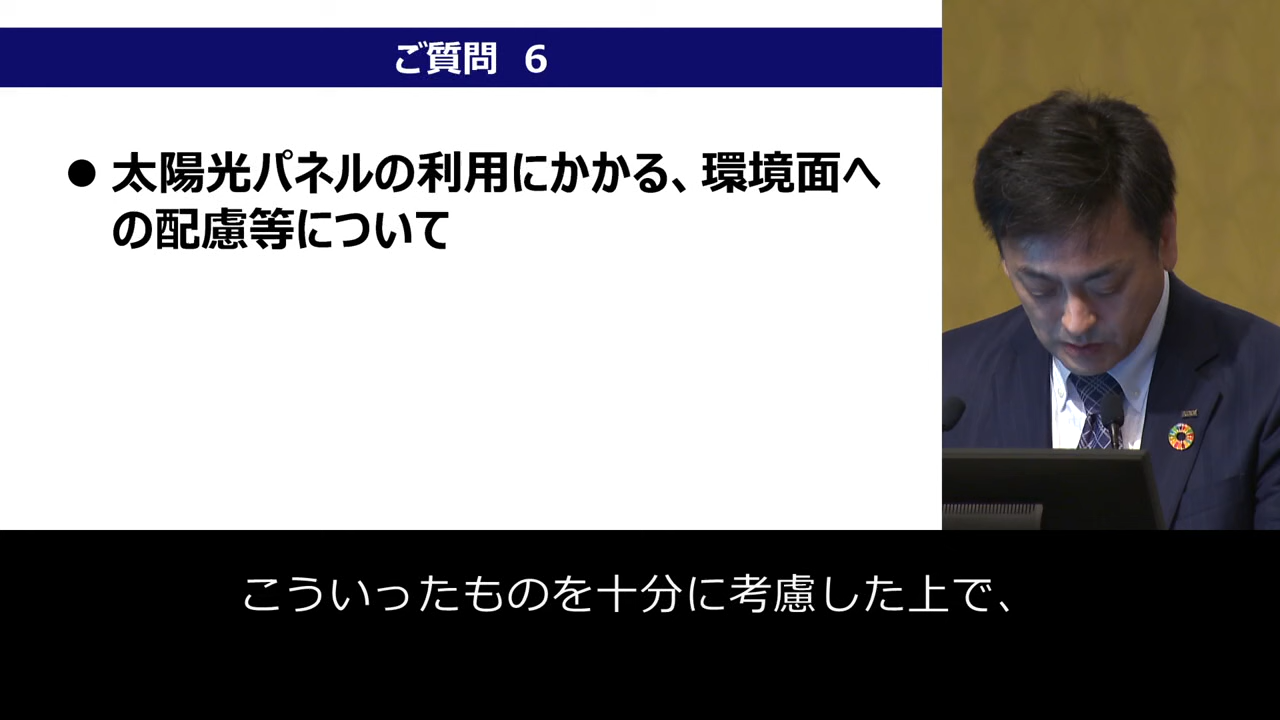 ご質問 6
● 太陽光パネルの利用にかかる、環境面へ
の配慮等について
こういったものを十分に考慮した上で、